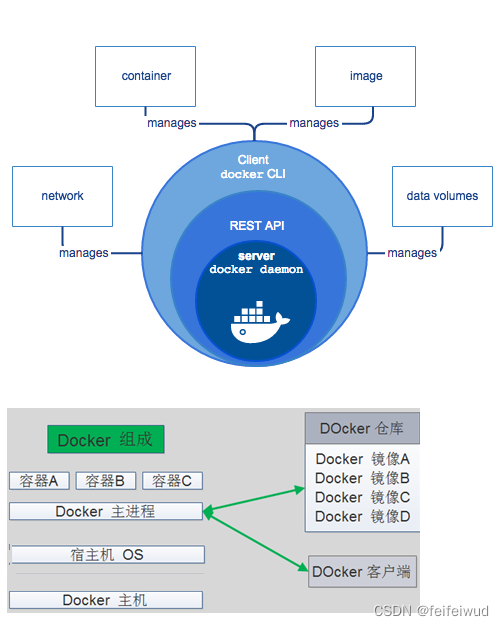 container
image
manages
manages
Client
docker CLI
network
data volumes
REST API
manages
manages
server
docker daemon
Docker 组成
容器A
容器B
容器C
Docker 主进程
宿主机 OS
Docker 主机
DOcker 仓库
Docker 镜像A
Docker 镜像B
Docker 镜像C
Docker 镜像D
DOcker 客户端
CSDN @feifeiwud